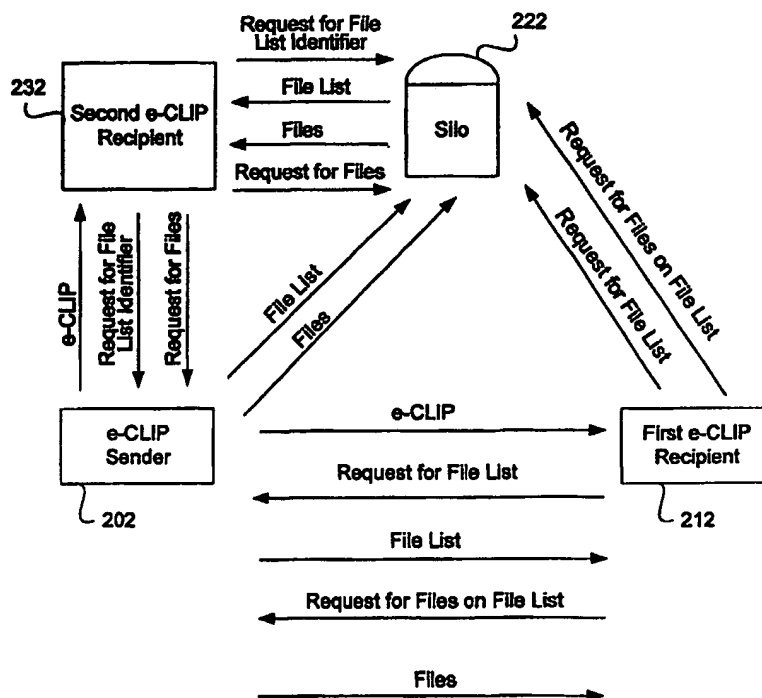 Request for File
List Identifier
222
232
File List
Second e-CLIP
Recipient
Files
Silo
Request for Files
Request for Files on File List
Request for File List
e-CLIP
Request for File
List Identifier
Request for Files
File List
Files
e-CLIP
Sender
e-CLIP
First e-CLIP
Recipient
Request for File List
202
212
File List
Request for Files on File List
Files